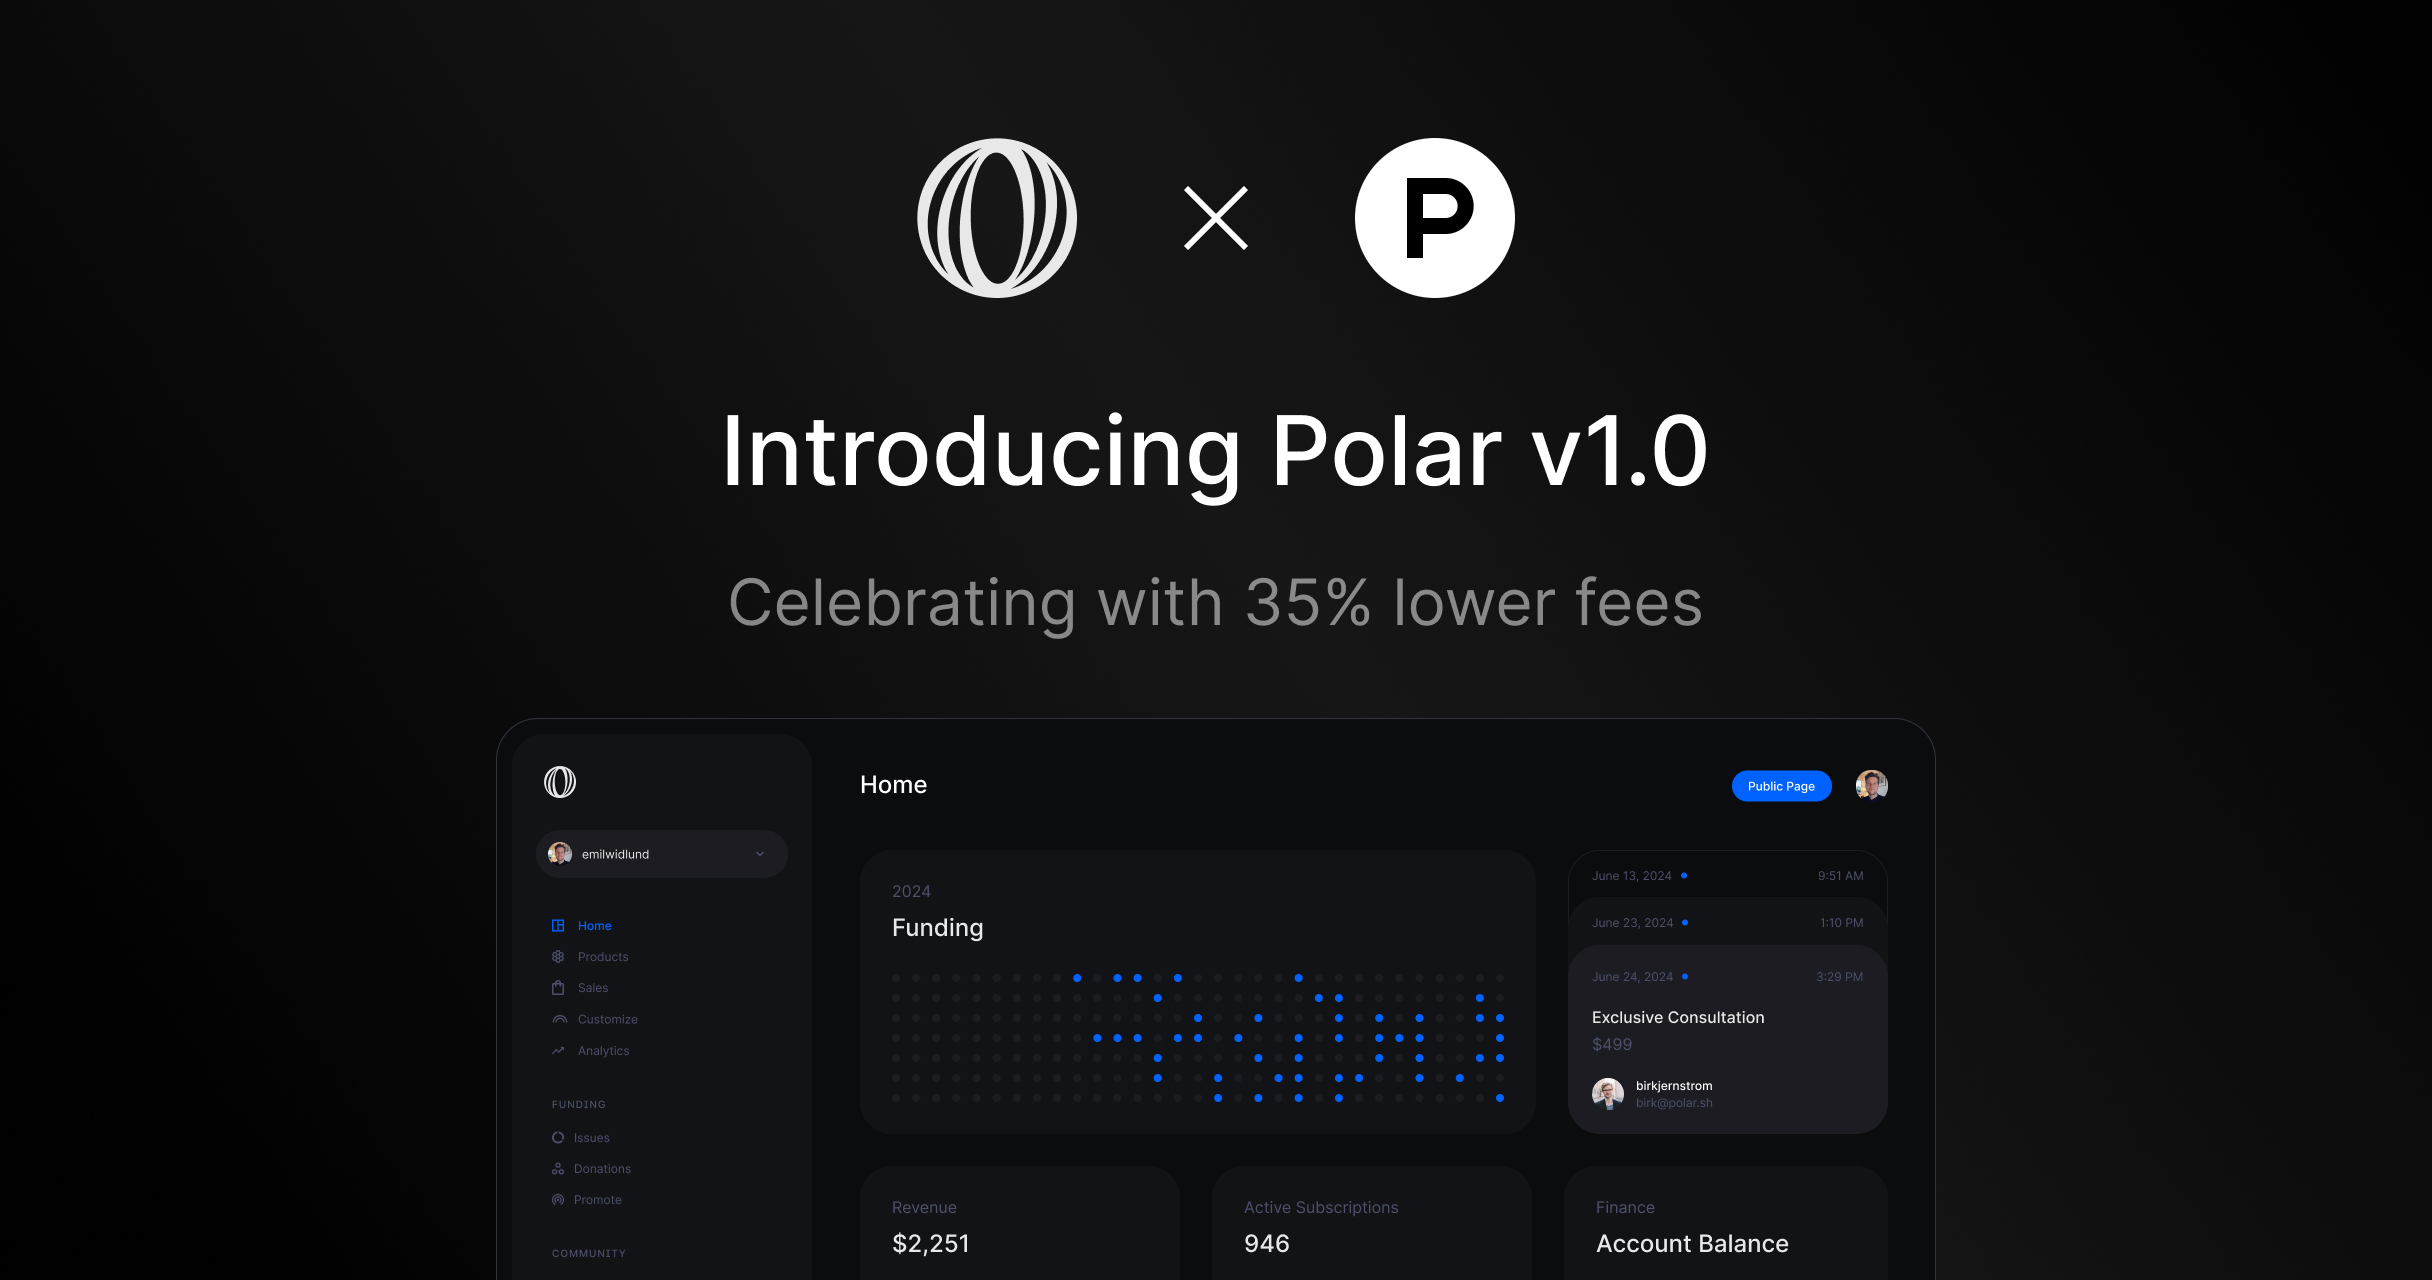 P
Introducing Polar v1.0
Celebrating with 35% lower fees
emilwidlund
Home
Products
Sales
Customize
Analytics
FUNDING
Issues
Donations
Promote
COMMUNITY
Home
Public Page
2024
Funding
June 13, 2024 9:51 AM
June 23, 2024 1:10 PM
June 24, 2024 3:29 PM
Exclusive Consultation
$499
birkjernstrom
birk@polar.sh
Revenue
$2,251
Active Subscriptions
946
Finance
Account Balance